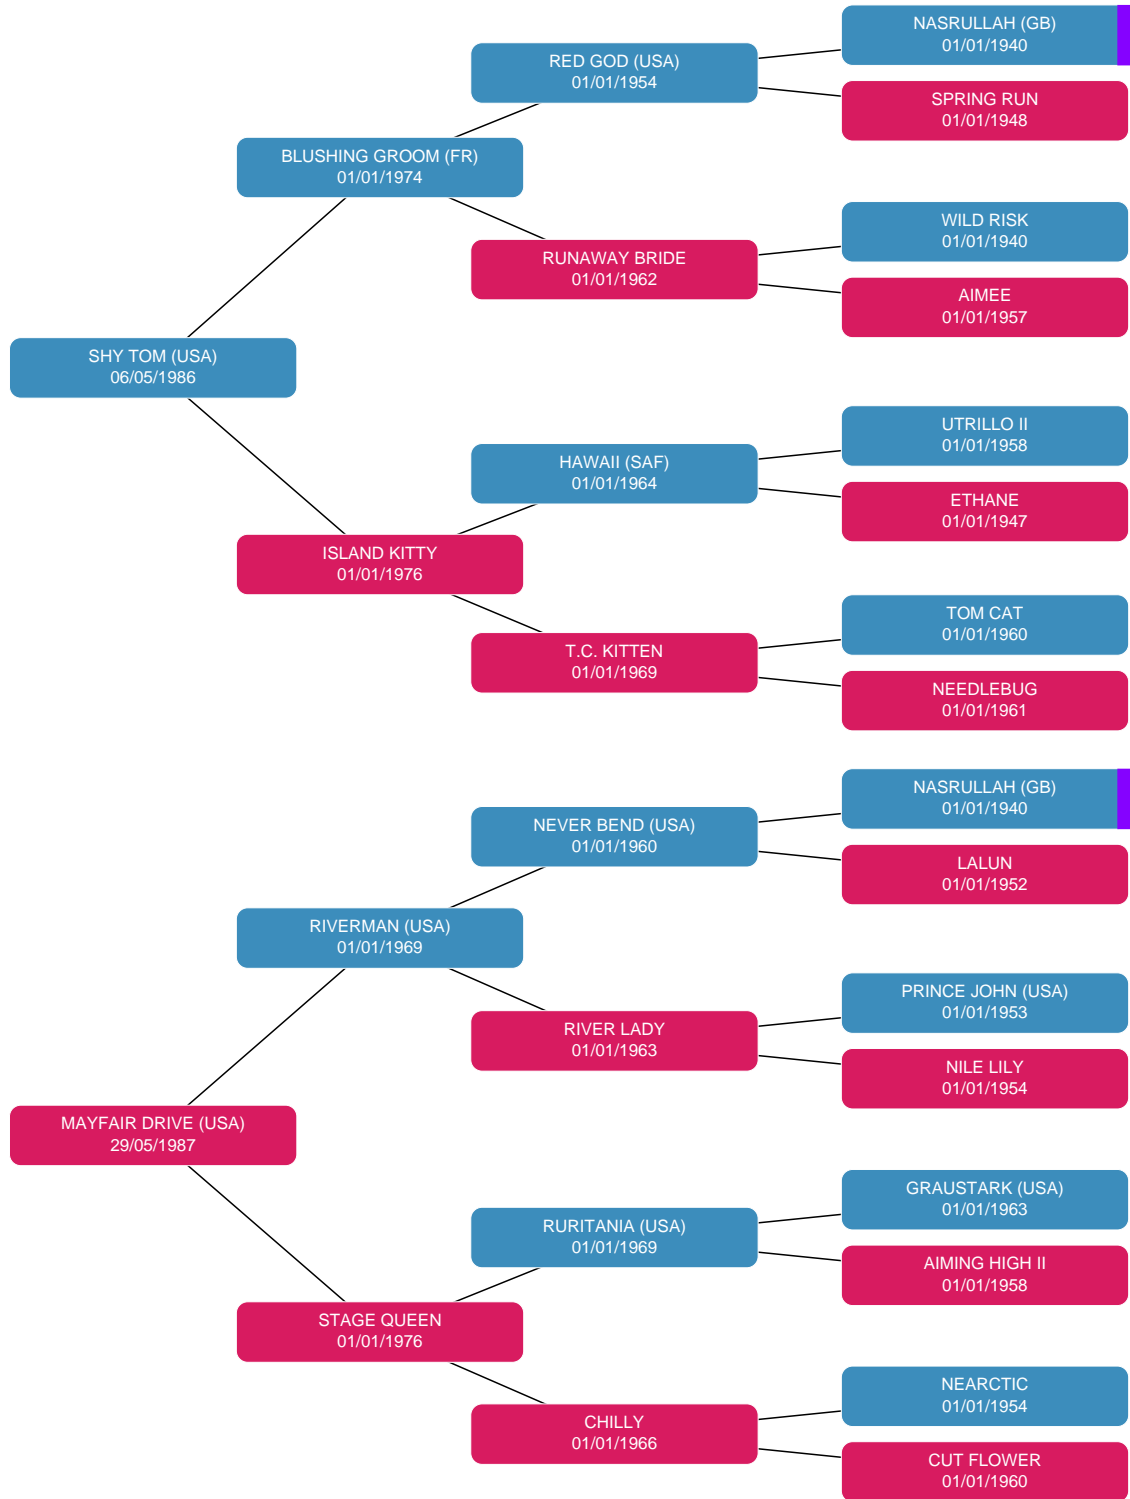 NASRULLAH (GB)
01/01/1940
RED GOD (USA)
01/01/1954
SPRING RUN
01/01/1948
BLUSHING GROOM (FR)
01/01/1974
WILD RISK
01/01/1940
RUNAWAY BRIDE
01/01/1962
AIMEE
01/01/1957
SHY TOM (USA)
06/05/1986
UTRILLO II
01/01/1958
HAWAII (SAF)
01/01/1964
ETHANE
01/01/1947
ISLAND KITTY
01/01/1976
TOM CAT
01/01/1960
T.C. KITTEN
01/01/1969
NEEDLEBUG
01/01/1961
NASRULLAH (GB)
01/01/1940
NEVER BEND (USA)
01/01/1960
LALUN
01/01/1952
RIVERMAN (USA)
01/01/1969
PRINCE JOHN (USA)
01/01/1953
RIVER LADY
01/01/1963
NILE LILY
01/01/1954
MAYFAIR DRIVE (USA)
29/05/1987
GRAUSTARK (USA)
01/01/1963
RURITANIA (USA)
01/01/1969
AIMING HIGH II
01/01/1958
STAGE QUEEN
01/01/1976
NEARCTIC
01/01/1954
CHILLY
01/01/1966
CUT FLOWER
01/01/1960